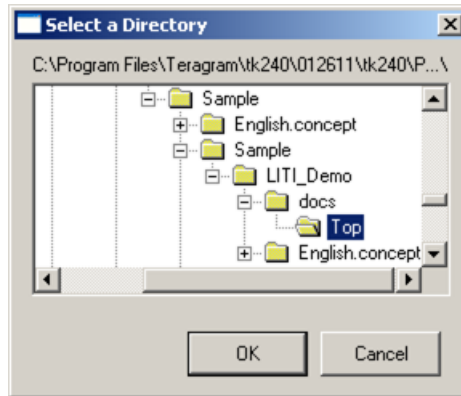 Select a Directory
C:\Program Files\Teragram\tk240\012611\tk240\P...\
Sample
English.concept
Sample
LITI_Demo
docs
Top
English.concept
OK
Cancel